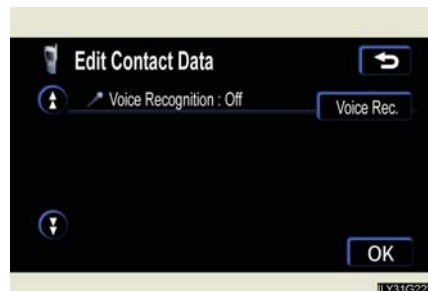 Edit Contact Data
Voice Recognition : Off
Voice Rec.
OK